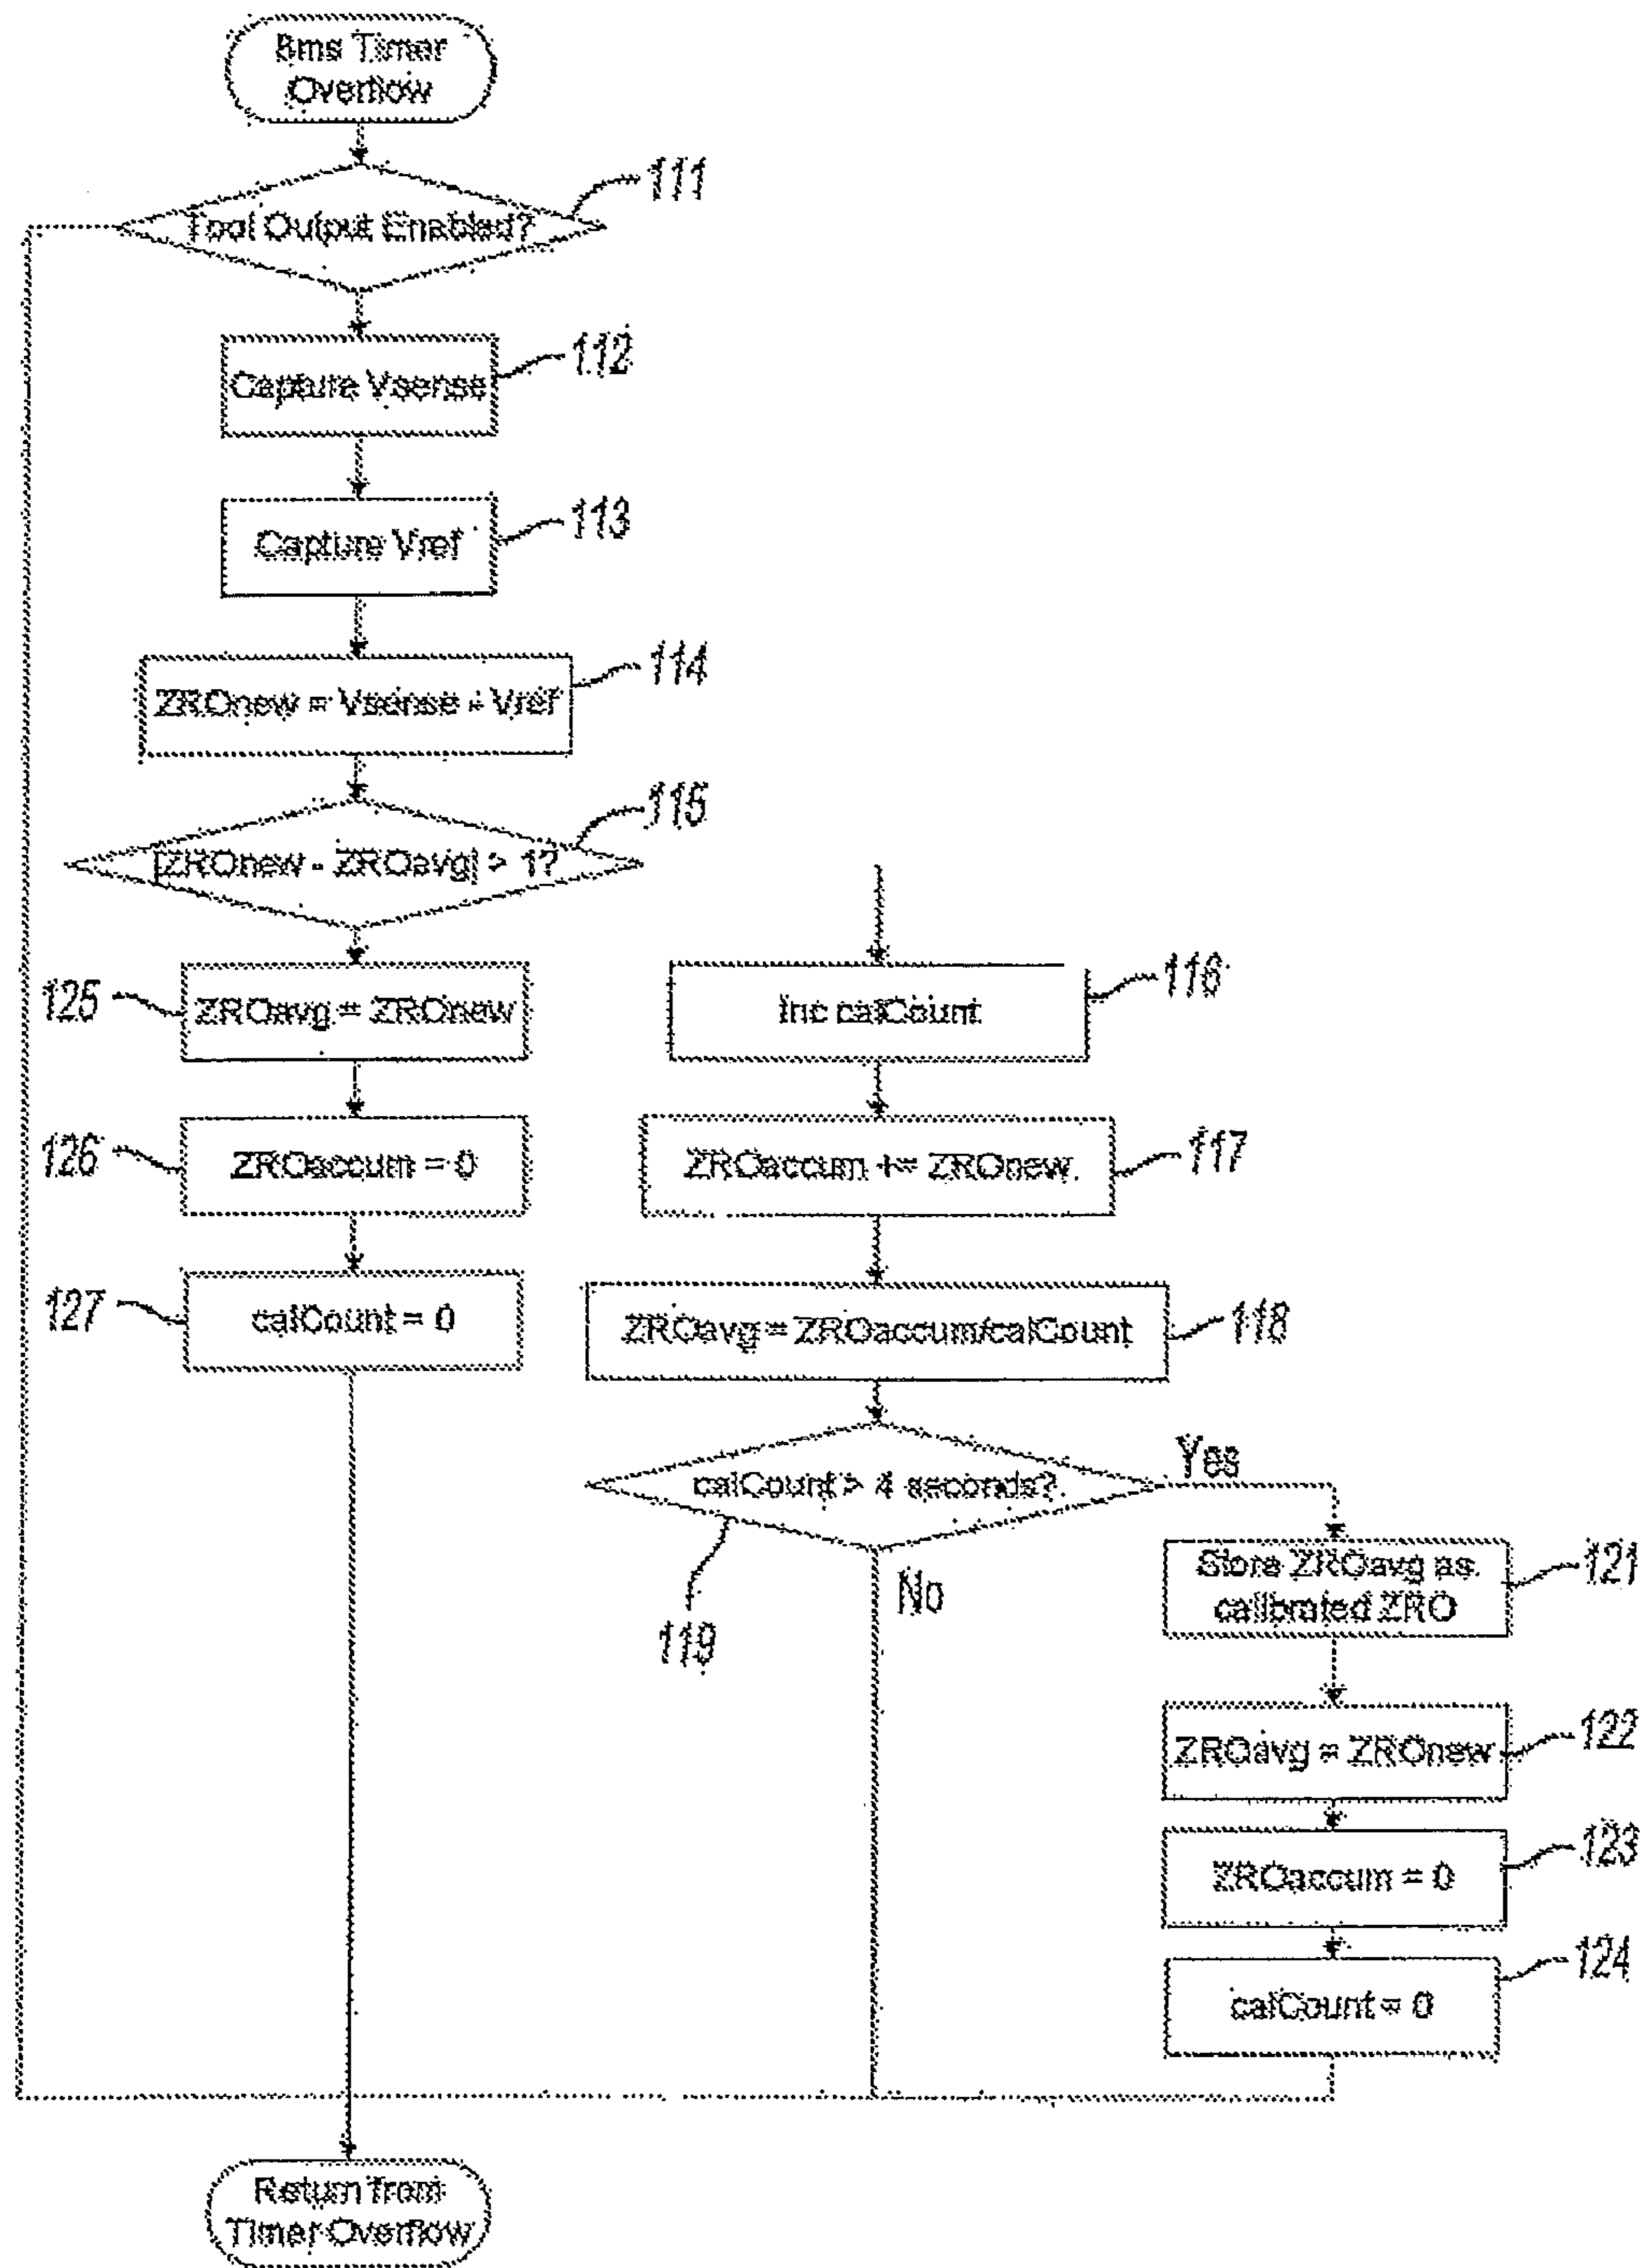 8ms Timer
Overflow
Tool Output Enabled?
111
Capture Vsense
112
Capture Vref
113
ZROnew = Vsense - Vref
114
|ZROnew - ZROavg| > 1?
115
125
ZROavg = ZROnew
Inc calCount
116
126
ZROaccum = 0
ZROaccum += ZROnew
117
127
calCount = 0
ZROavg = ZROaccum/calCount
118
calCount > 4 seconds?
Yes
119
No
Store ZROavg as
calibrated ZRO
121
ZROavg = ZROnew
122
ZROaccum = 0
123
calCount = 0
124
Return from
Timer Overflow